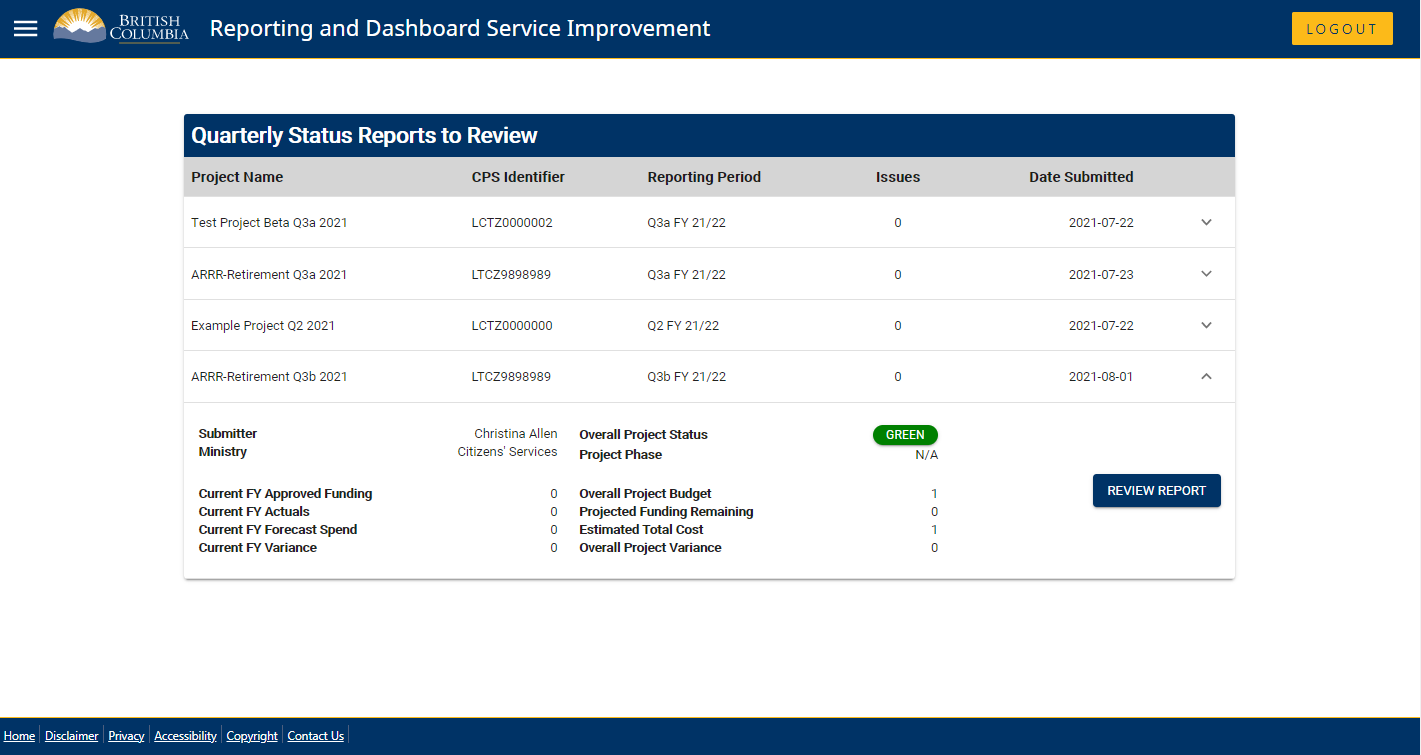 BRITISH
COLUMBIA
Reporting and Dashboard Service Improvement
LOGOUT
Quarterly Status Reports to Review
Project Name CPS Identifier Reporting Period Issues Date Submitted
Test Project Beta Q3a 2021 LCTZ0000002 Q3a FY 21/22 0 2021-07-22
ARRR-Retirement Q3a 2021 LTCZ9898989 Q3a FY 21/22 0 2021-07-23
Example Project Q2 2021 LCTZ0000000 Q2 FY 21/22 0 2021-07-22
ARRR-Retirement Q3b 2021 LTCZ9898989 Q3b FY 21/22 0 2021-08-01
Submitter Christina Allen Overall Project Status GREEN
Ministry Citizens' Services Project Phase N/A
REVIEW REPORT
Current FY Approved Funding 0 Overall Project Budget 1
Current FY Actuals 0 Projected Funding Remaining 0
Current FY Forecast Spend 0 Estimated Total Cost 1
Current FY Variance 0 Overall Project Variance 0
Home Disclaimer Privacy Accessibility Copyright Contact Us